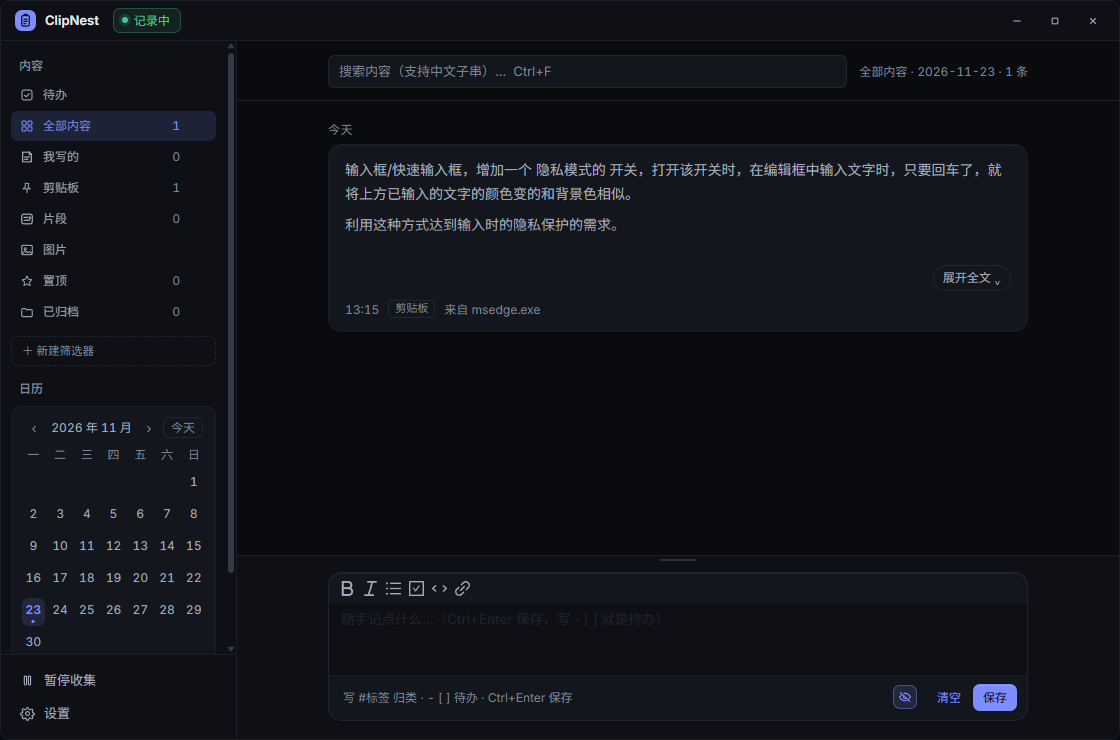 ClipNest 记录中
内容
待办
全部内容 1
我写的 0
剪贴板 1
片段 0
图片
置顶 0
已归档 0
+ 新建筛选器
日历
‹ 2026 年 11 月 › 今天
一 二 三 四 五 六 日
1
2 3 4 5 6 7 8
9 10 11 12 13 14 15
16 17 18 19 20 21 22
23 24 25 26 27 28 29
30
暂停收集
设置
搜索内容（支持中文子串）... Ctrl+F
全部内容 · 2026-11-23 · 1 条
今天
输入框/快速输入框，增加一个 隐私模式的 开关，打开该开关时，在编辑框中输入文字时，只要回车了，就
将上方已输入的文字的颜色变的和背景色相似。
利用这种方式达到输入时的隐私保护的需求。
展开全文
13:15 剪贴板 来自 msedge.exe
B I
随手记点什么...（Ctrl+Enter 保存，写 - [ ] 就是待办）
写 #标签 归类 · - [ ] 待办 · Ctrl+Enter 保存
清空 保存